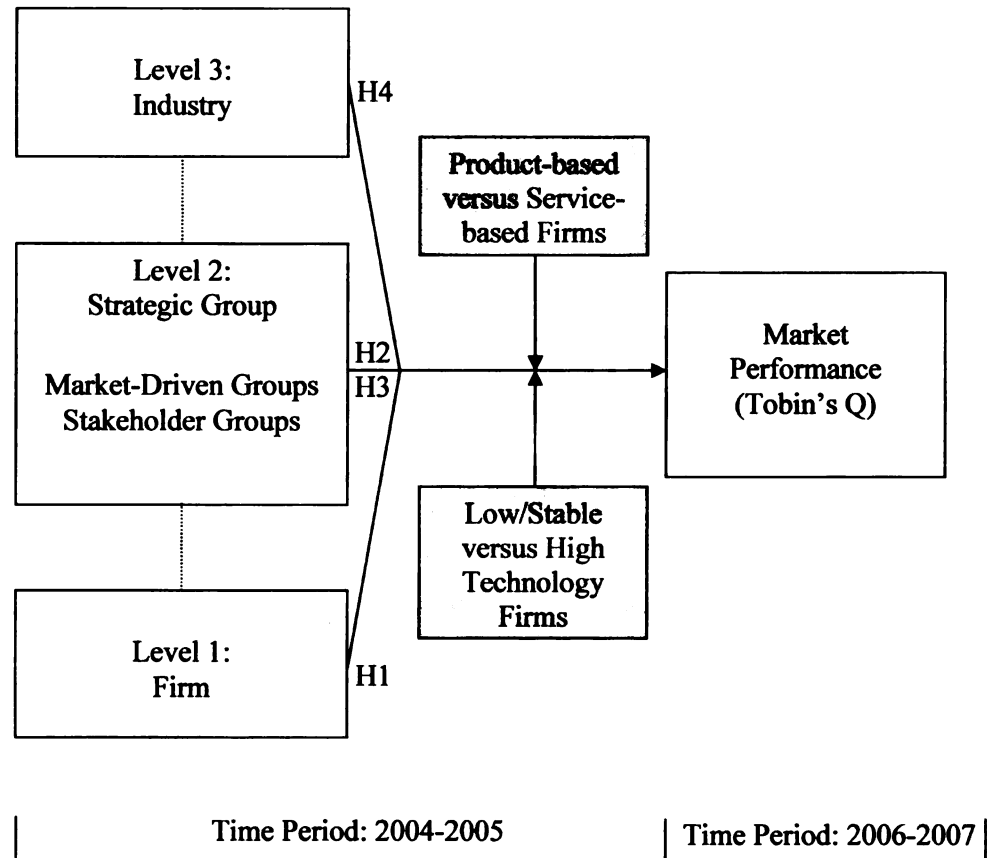 Level 3:
Industry
H4
Product-based
versus Service-
based Firms
Level 2:
Strategic Group
Market-Driven Groups
Stakeholder Groups
H2
H3
Market
Performance
(Tobin's Q)
Low/Stable
versus High
Technology
Firms
Level 1:
Firm
H1
Time Period: 2004-2005
Time Period: 2006-2007